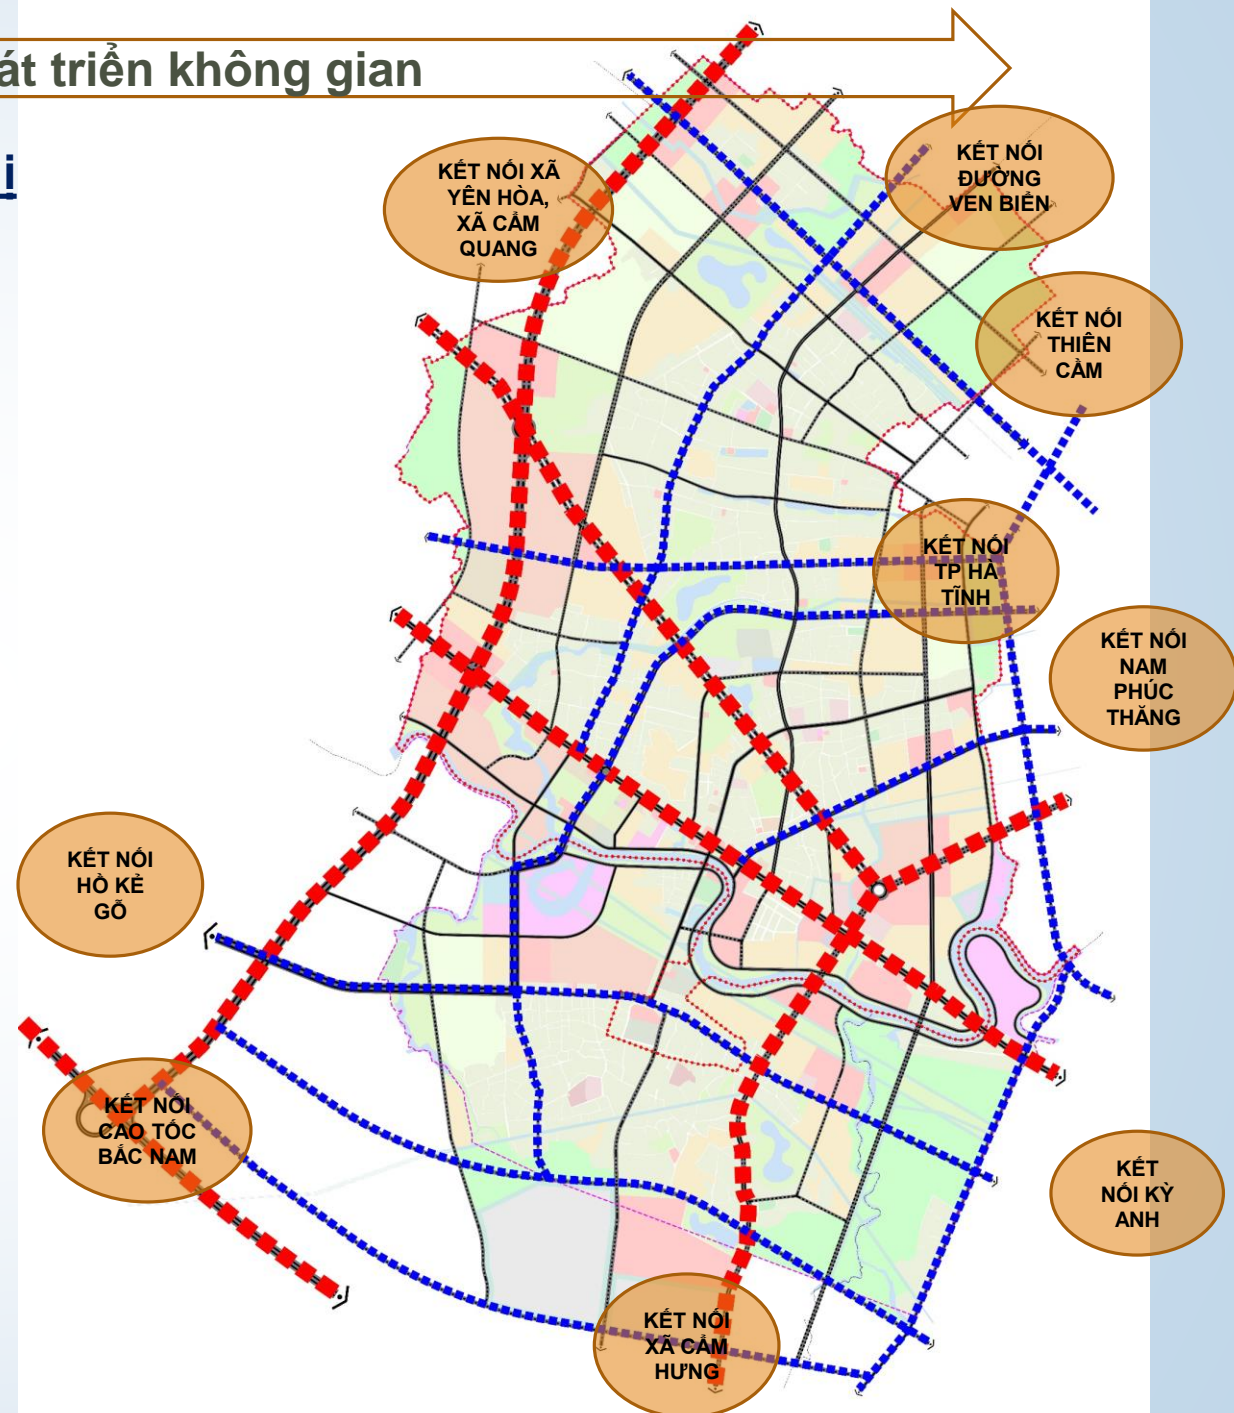 át triển không gian
ị
KẾT NỐI XÃ
YÊN HÒA,
XÃ CẨM
QUANG
KẾT NỐI
ĐƯỜNG
VEN BIỂN
KẾT NỐI
THIÊN
CẦM
KẾT NỐI
TP HÀ
TĨNH
KẾT NỐI
NAM
PHÚC
THĂNG
KẾT NỐI
HỒ KẺ
GỖ
KẾT NỐI
CAO TỐC
BẮC NAM
KẾT
NỐI KỲ
ANH
KẾT NỐI
XÃ CẨM
HƯNG